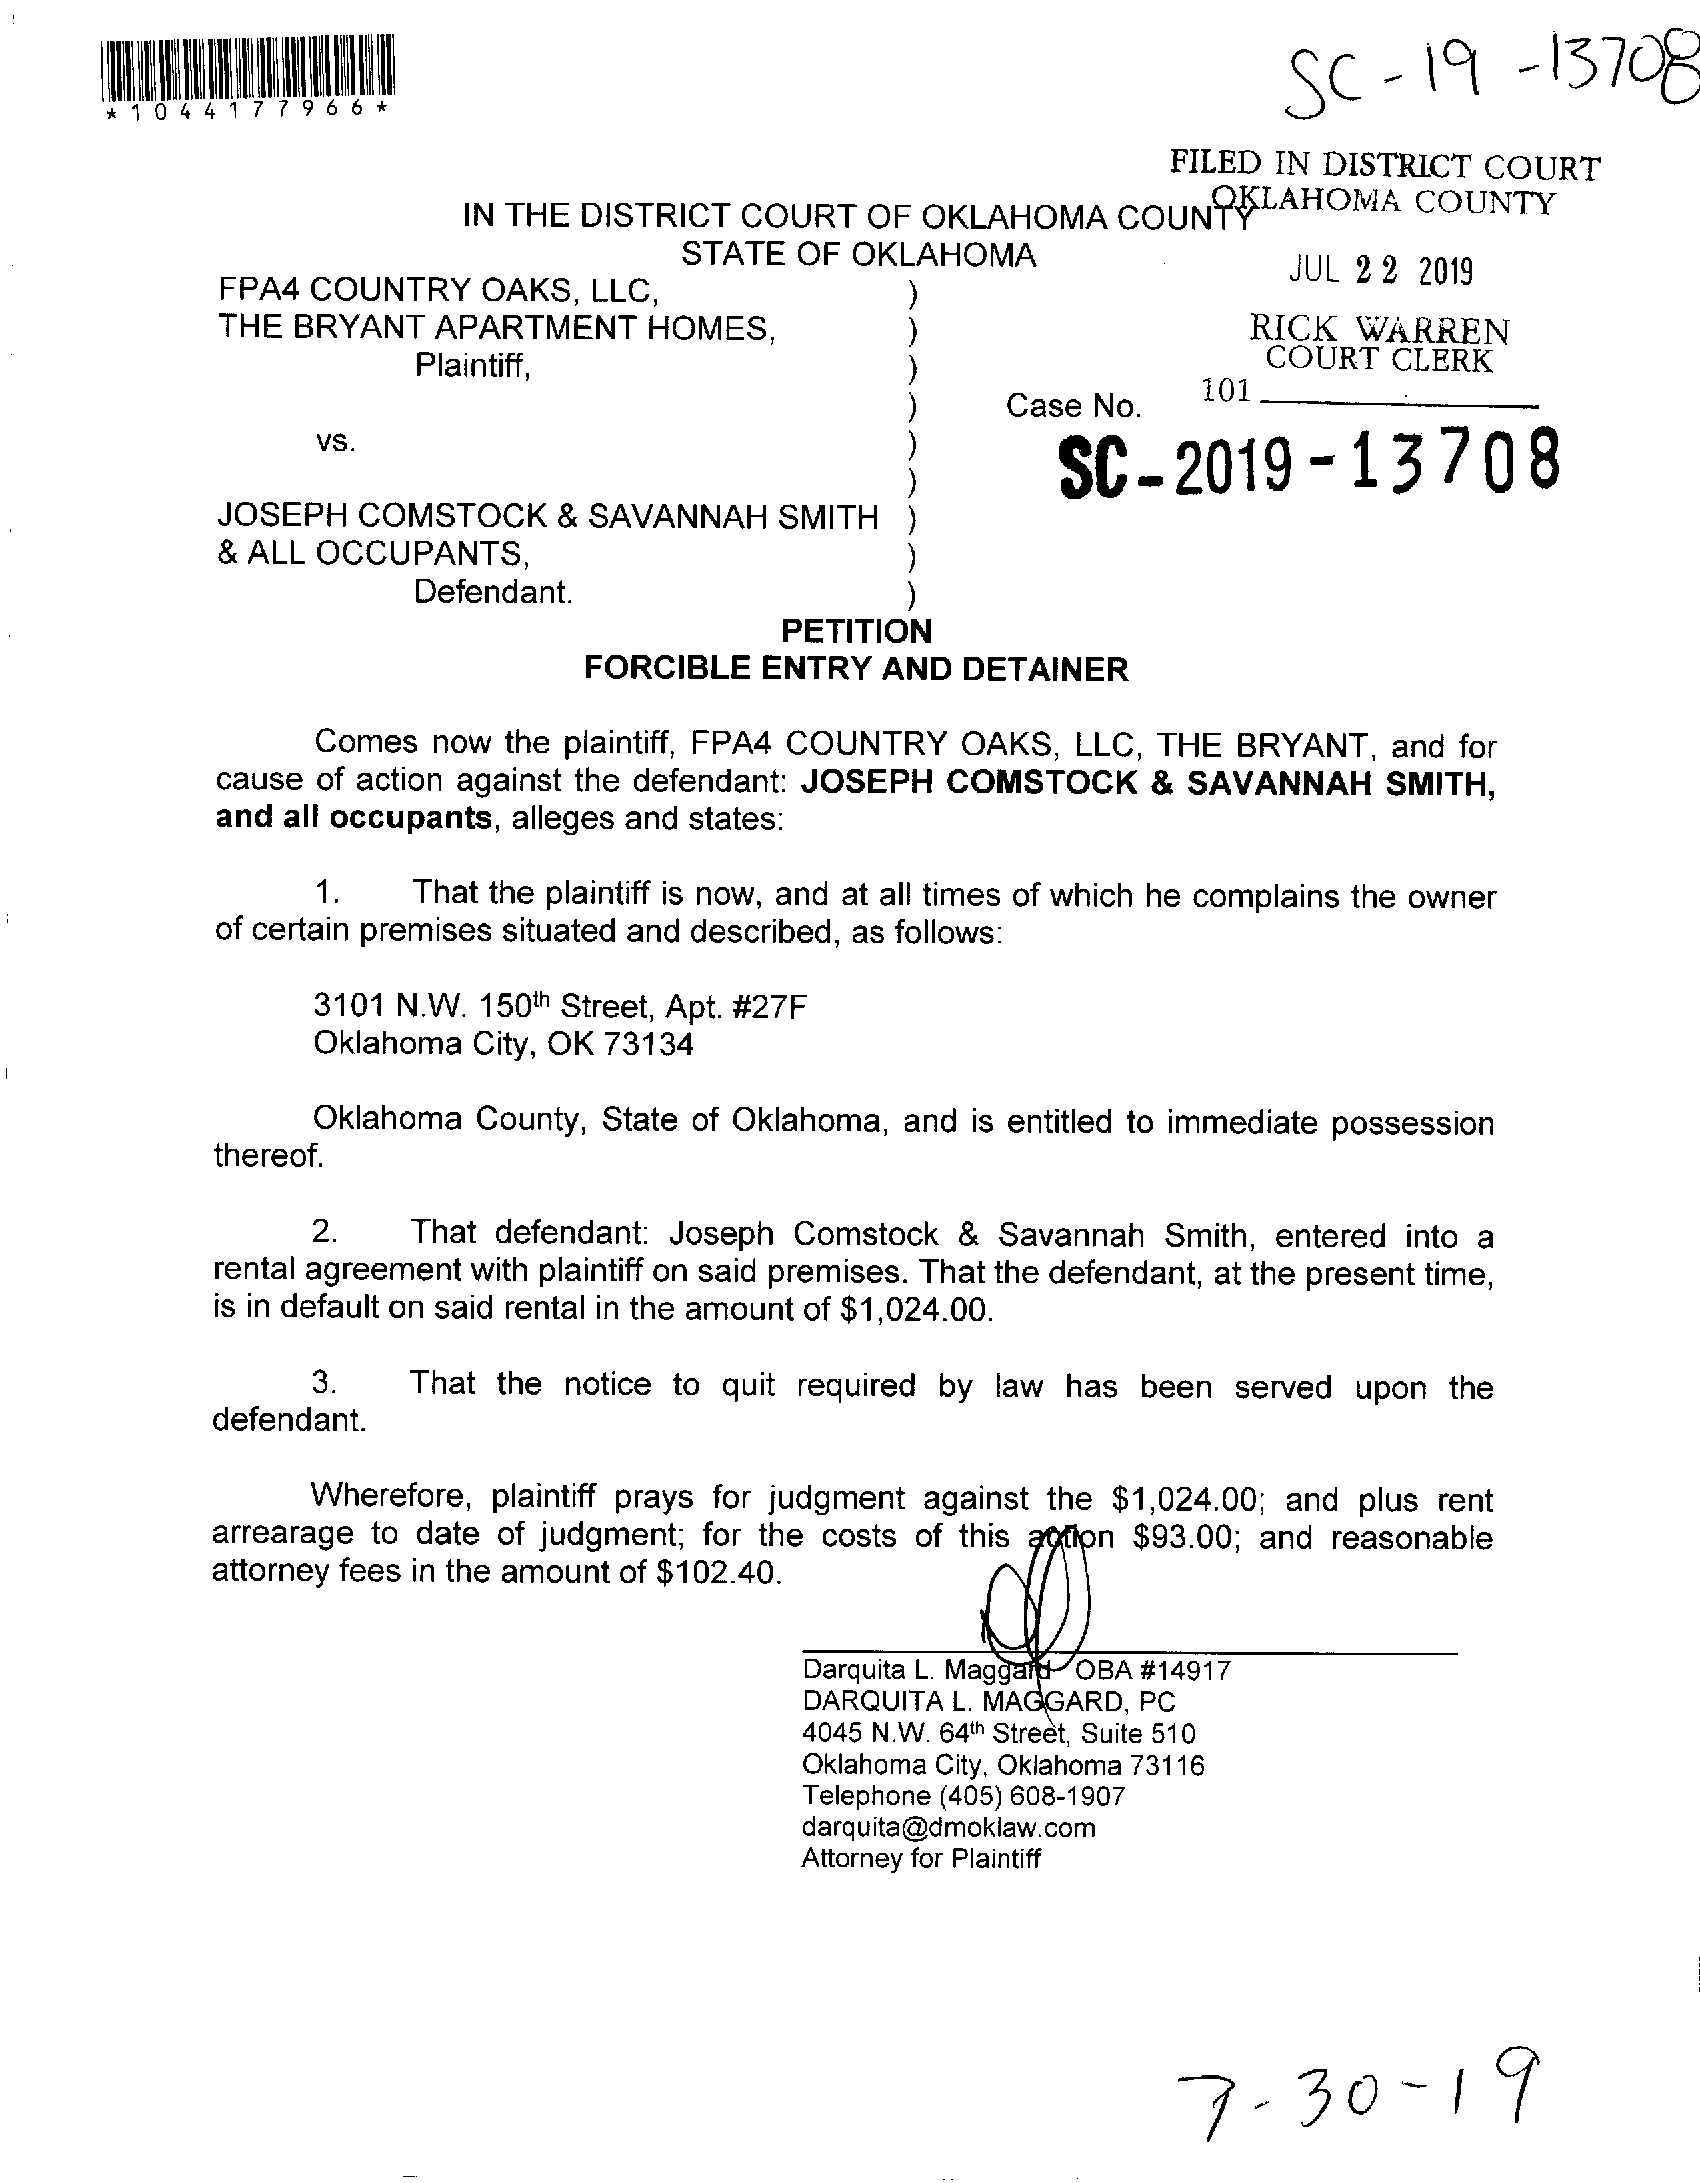 *1044177966*
SC-19-13708
FILED IN DISTRICT COURT
OKLAHOMA COUNTY
IN THE DISTRICT COURT OF OKLAHOMA COUNTY
STATE OF OKLAHOMA
JUL 22 2019
FPA4 COUNTRY OAKS, LLC, )
THE BRYANT APARTMENT HOMES, )
RICK WARREN
COURT CLERK
Plaintiff, )
101
) Case No.
vs. )
SC-2019-13708
)
JOSEPH COMSTOCK & SAVANNAH SMITH )
& ALL OCCUPANTS, )
Defendant. )
PETITION
FORCIBLE ENTRY AND DETAINER
Comes now the plaintiff, FPA4 COUNTRY OAKS, LLC, THE BRYANT, and for
cause of action against the defendant: JOSEPH COMSTOCK & SAVANNAH SMITH,
and all occupants, alleges and states:
1. That the plaintiff is now, and at all times of which he complains the owner
of certain premises situated and described, as follows:
3101 N.W. 150th Street, Apt. #27F
Oklahoma City, OK 73134
Oklahoma County, State of Oklahoma, and is entitled to immediate possession
thereof.
2. That defendant: Joseph Comstock & Savannah Smith, entered into a
rental agreement with plaintiff on said premises. That the defendant, at the present time,
is in default on said rental in the amount of $1,024.00.
3. That the notice to quit required by law has been served upon the
defendant.
Wherefore, plaintiff prays for judgment against the $1,024.00; and plus rent
arrearage to date of judgment; for the costs of this action $93.00; and reasonable
attorney fees in the amount of $102.40.
Darquita L. Maggard OBA #14917
DARQUITA L. MAGGARD, PC
4045 N.W. 64th Street, Suite 510
Oklahoma City, Oklahoma 73116
Telephone (405) 608-1907
darquita@dmoklaw.com
Attorney for Plaintiff
7-30-19